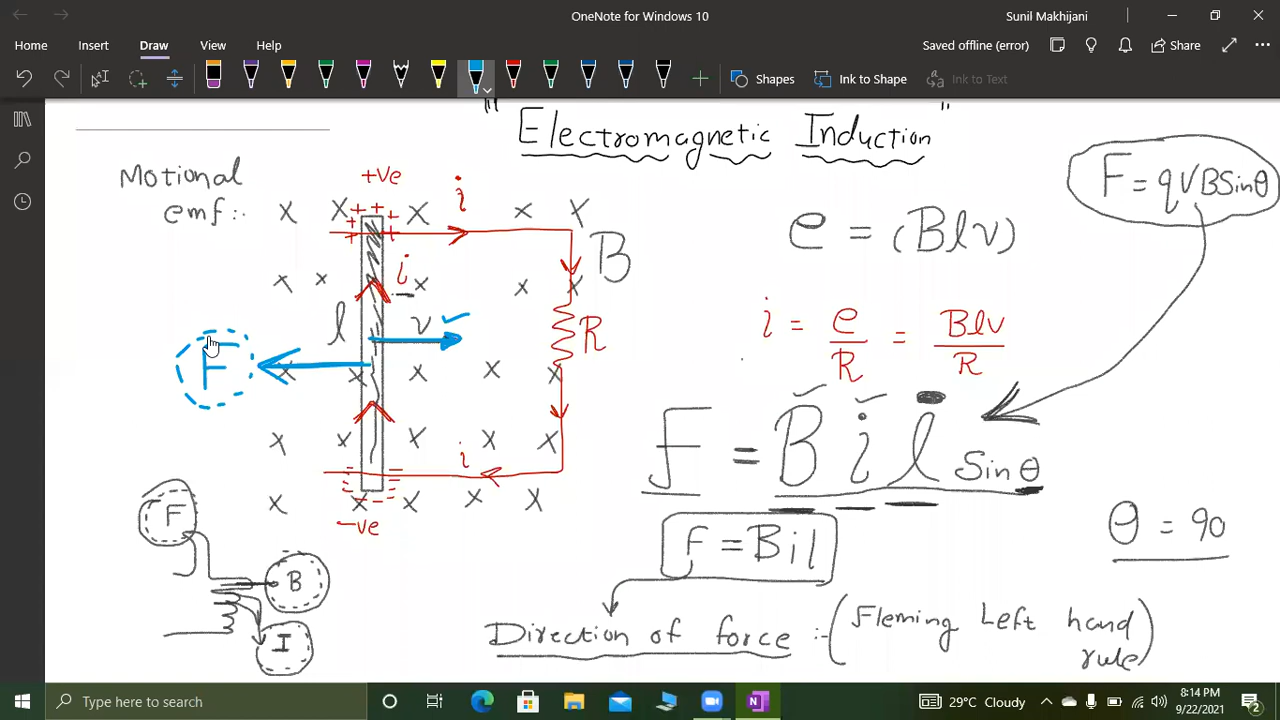 OneNote for Windows 10
Sunil Makhijani
Home Insert Draw View Help
Saved offline (error)
Share
Shapes
Ink to Shape
Ink to Text
"Electromagnetic Induction"
Motional
emf:-
+ve
i
X X X X X
B
x x x x x
i
l
v
R
F
x x x x x
x x x x x
i
x x x x x
-ve
F
B
I
F = qVBSinθ
e = (Blv)
i = e/R = Blv/R
F = B i l Sinθ
F = Bil
θ = 90
Direction of force :- (Fleming Left hand rule)
Type here to search
29°C Cloudy
8:14 PM
9/22/2021
2